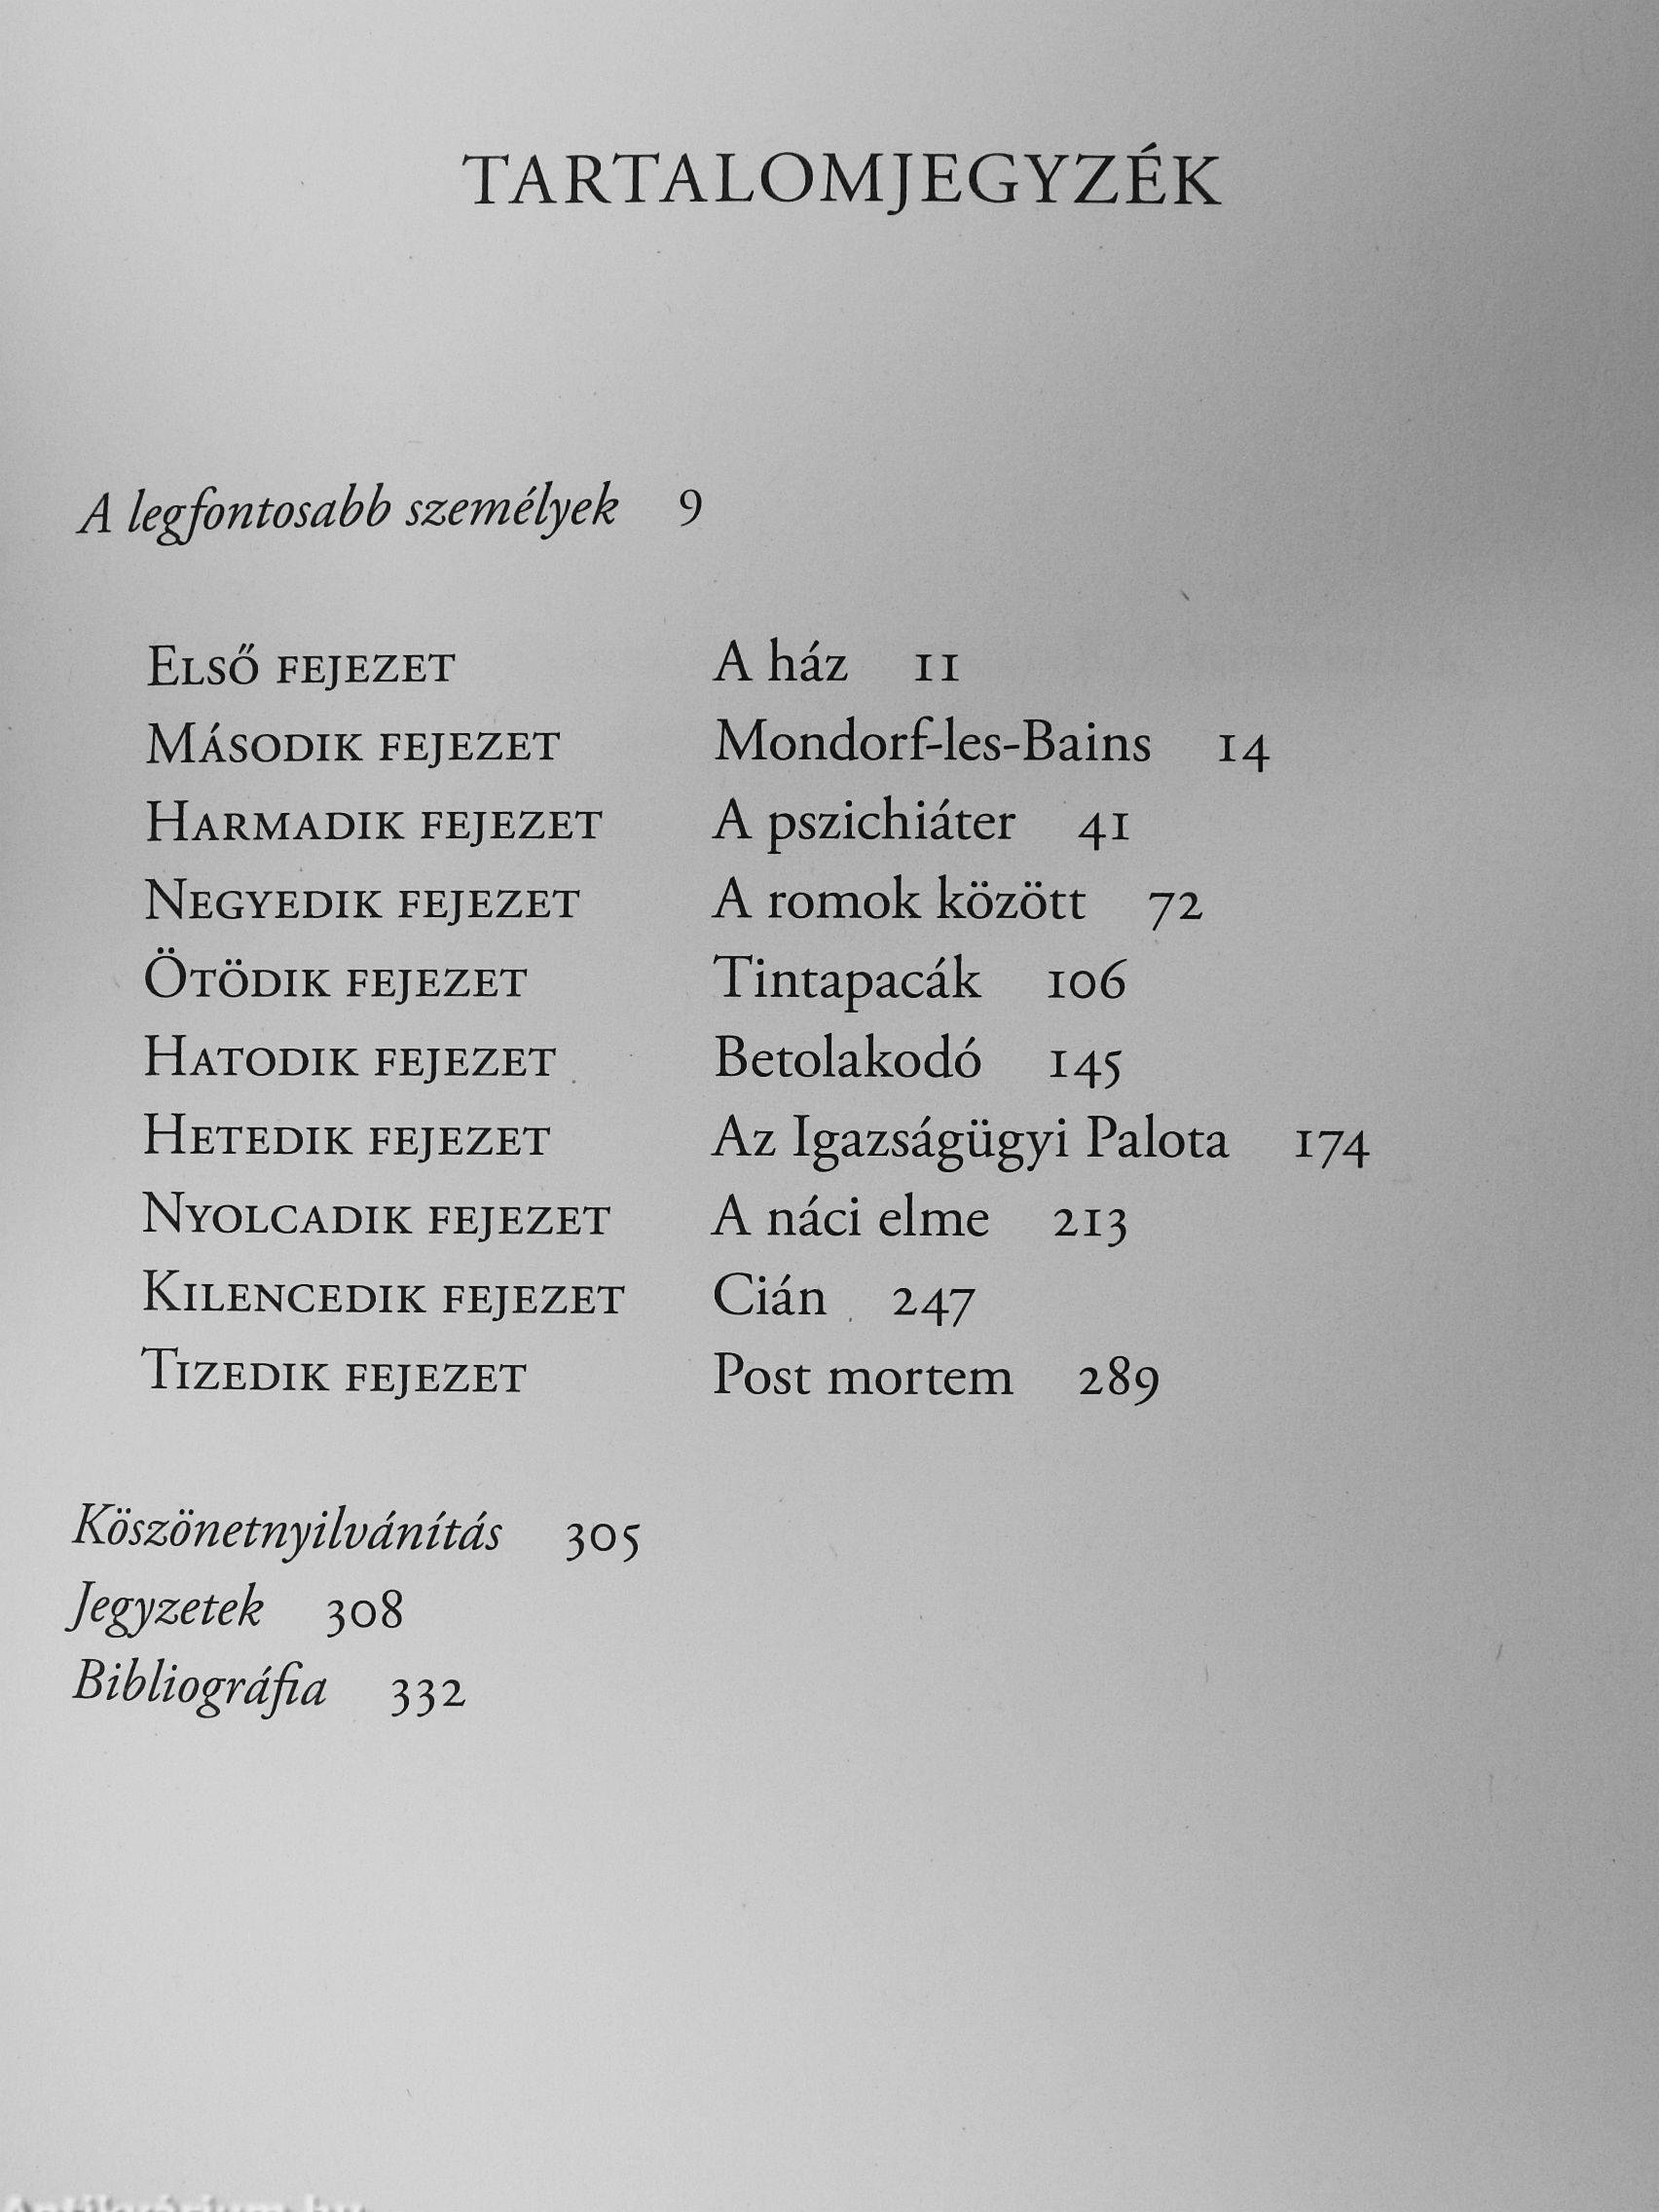 TARTALOMJEGYZÉK
A legfontosabb személyek 9
ELSŐ FEJEZET A ház 11
MÁSODIK FEJEZET Mondorf-les-Bains 14
HARMADIK FEJEZET A pszichiáter 41
NEGYEDIK FEJEZET A romok között 72
ÖTÖDIK FEJEZET Tintapacák 106
HATODIK FEJEZET Betolakodó 145
HETEDIK FEJEZET Az Igazságügyi Palota 174
NYOLCADIK FEJEZET A náci elme 213
KILENCEDIK FEJEZET Cián 247
TIZEDIK FEJEZET Post mortem 289
Köszönetnyilvánítás 305
Jegyzetek 308
Bibliográfia 332